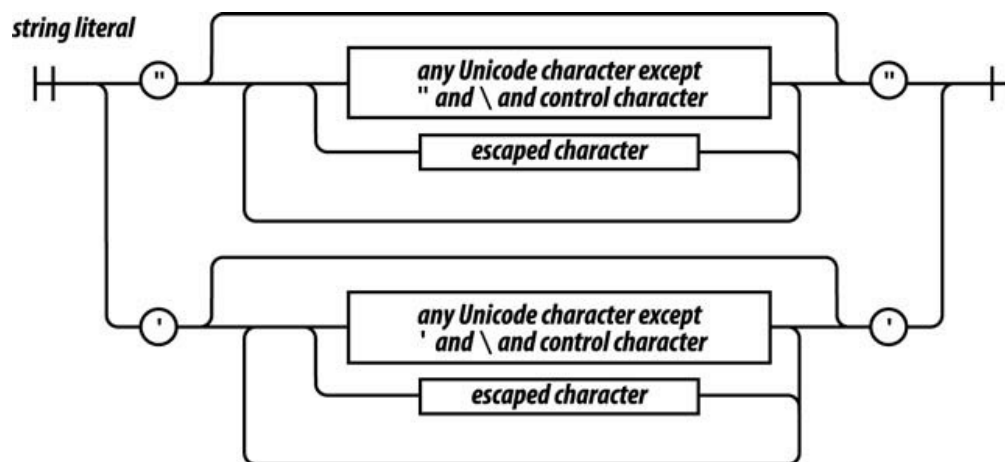 string literal
"
any Unicode character except
" and \ and control character
"
escaped character
'
any Unicode character except
' and \ and control character
'
escaped character